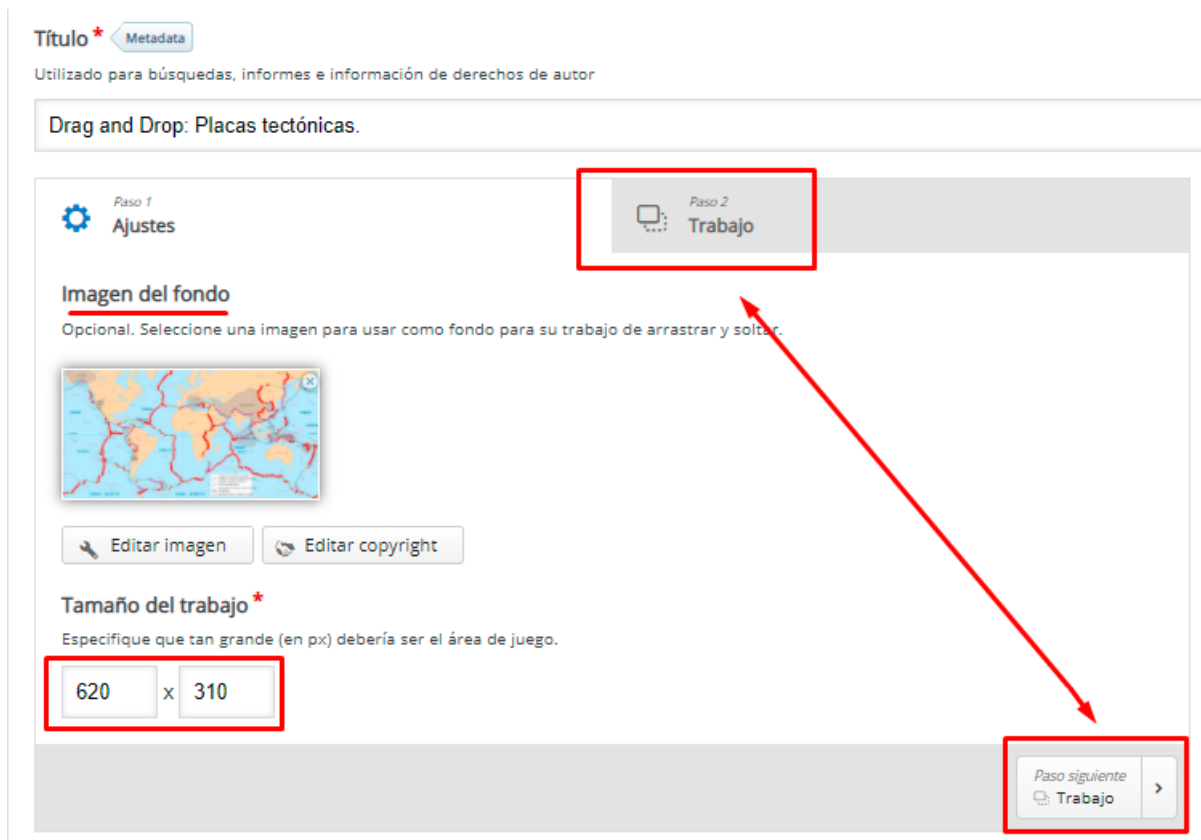 Título *
Metadata
Utilizado para búsquedas, informes e información de derechos de autor
Drag and Drop: Placas tectónicas.
Paso 1
Ajustes
Paso 2
Trabajo
Imagen del fondo
Opcional. Seleccione una imagen para usar como fondo para su trabajo de arrastrar y soltar.
Editar imagen
Editar copyright
Tamaño del trabajo *
Especifique que tan grande (en px) debería ser el área de juego.
620 x 310
Paso siguiente
Trabajo